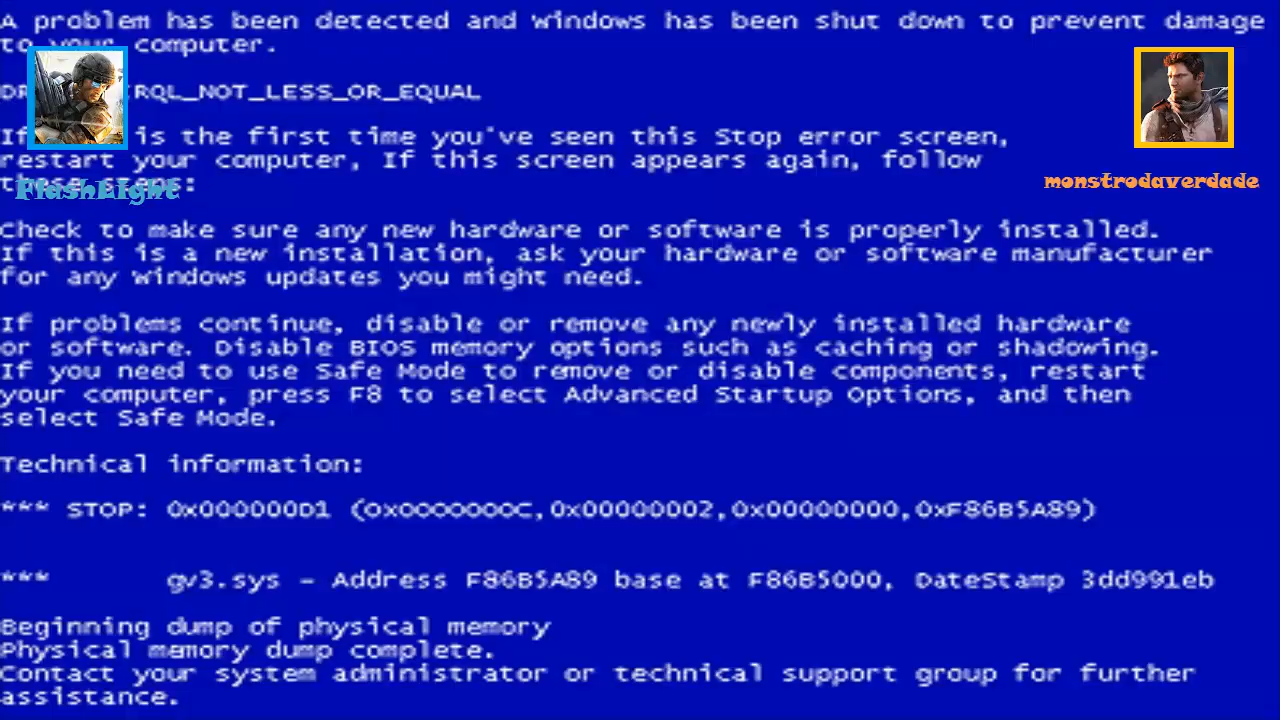 A problem has been detected and windows has been shut down to prevent damage
to your computer.
RQL_NOT_LESS_OR_EQUAL
If is the first time you've seen this Stop error screen,
restart your computer, If this screen appears again, follow
these steps:
FlashLight
monstrodaverdade
Check to make sure any new hardware or software is properly installed.
If this is a new installation, ask your hardware or software manufacturer
for any windows updates you might need.
If problems continue, disable or remove any newly installed hardware
or software. Disable BIOS memory options such as caching or shadowing.
If you need to use Safe Mode to remove or disable components, restart
your computer, press F8 to select Advanced Startup Options, and then
select Safe Mode.
Technical information:
*** STOP: 0x000000D1 (0x0000000C,0x00000002,0x00000000,0xF86B5A89)
*** gv3.sys - Address F86B5A89 base at F86B5000, DateStamp 3dd991eb
Beginning dump of physical memory
Physical memory dump complete.
Contact your system administrator or technical support group for further
assistance.